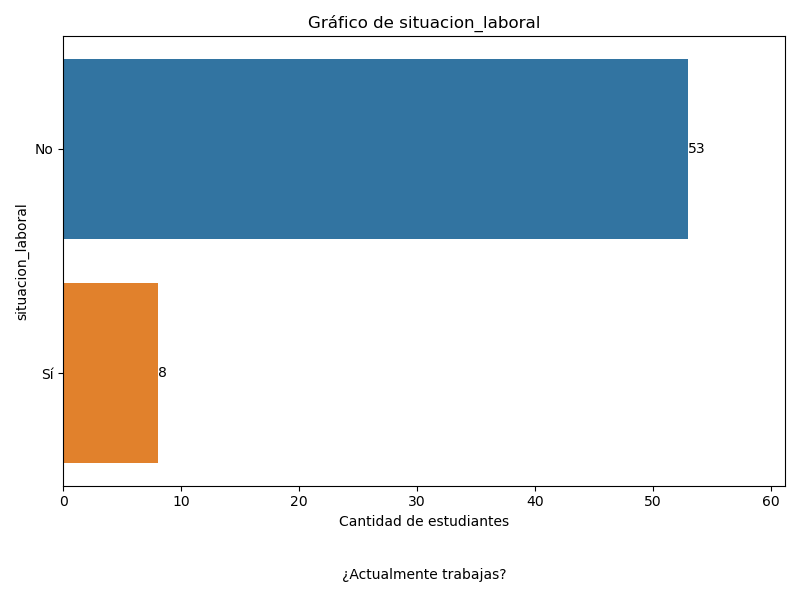 Gráfico de situacion_laboral
situacion_laboral
No
53
Sí
8
0 10 20 30 40 50 60
Cantidad de estudiantes
¿Actualmente trabajas?